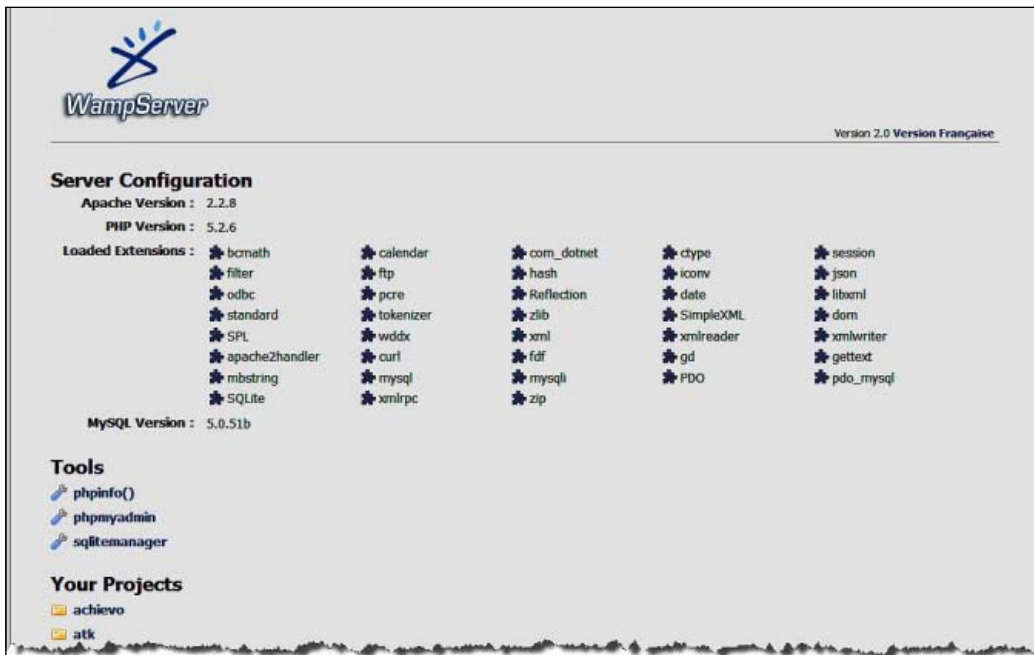 WampServer
Version 2.0 Version Française
Server Configuration
Apache Version : 2.2.8
PHP Version : 5.2.6
Loaded Extensions : bcmath calendar com_dotnet ctype session
filter ftp hash iconv json
odbc pcre Reflection date libxml
standard tokenizer zlib SimpleXML dom
SPL wddx xml xmlreader xmlwriter
apache2handler curl fdf gd gettext
mbstring mysql mysqli PDO pdo_mysql
SQLite xmlrpc zip
MySQL Version : 5.0.51b
Tools
phpinfo()
phpmyadmin
sqlitemanager
Your Projects
achievo
atk